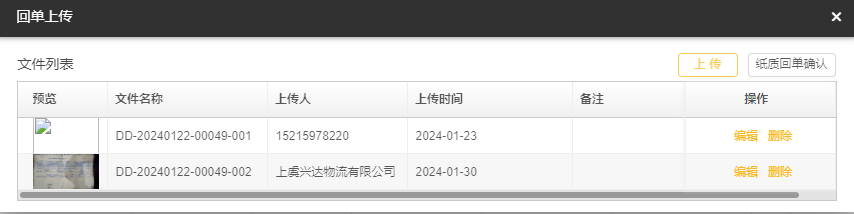 回单上传 ×
文件列表 上 传 纸质回单确认
预览 文件名称 上传人 上传时间 备注 操作
DD-20240122-00049-001 15215978220 2024-01-23 编辑 删除
DD-20240122-00049-002 上虞兴达物流有限公司 2024-01-30 编辑 删除